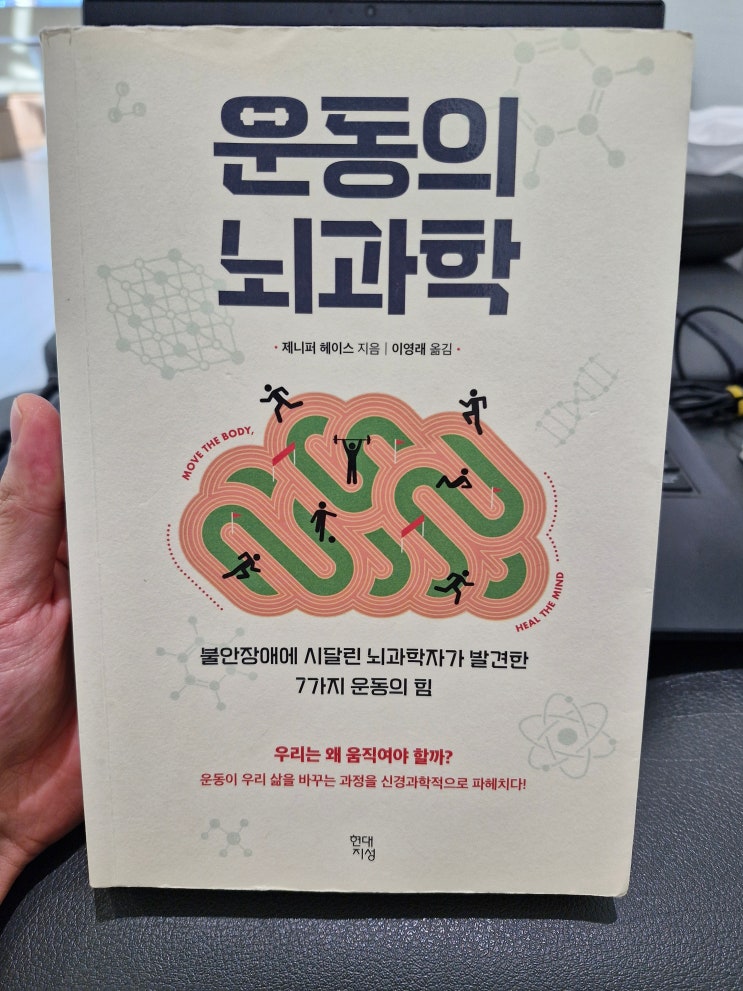 운동의
뇌과학
• 제니퍼 헤이스 지음 | 이영래 옮김 •
MOVE THE BODY,
HEAL THE MIND
불안장애에 시달린 뇌과학자가 발견한
7가지 운동의 힘
우리는 왜 움직여야 할까?
운동이 우리 삶을 바꾸는 과정을 신경과학적으로 파헤치다!
현대
지성